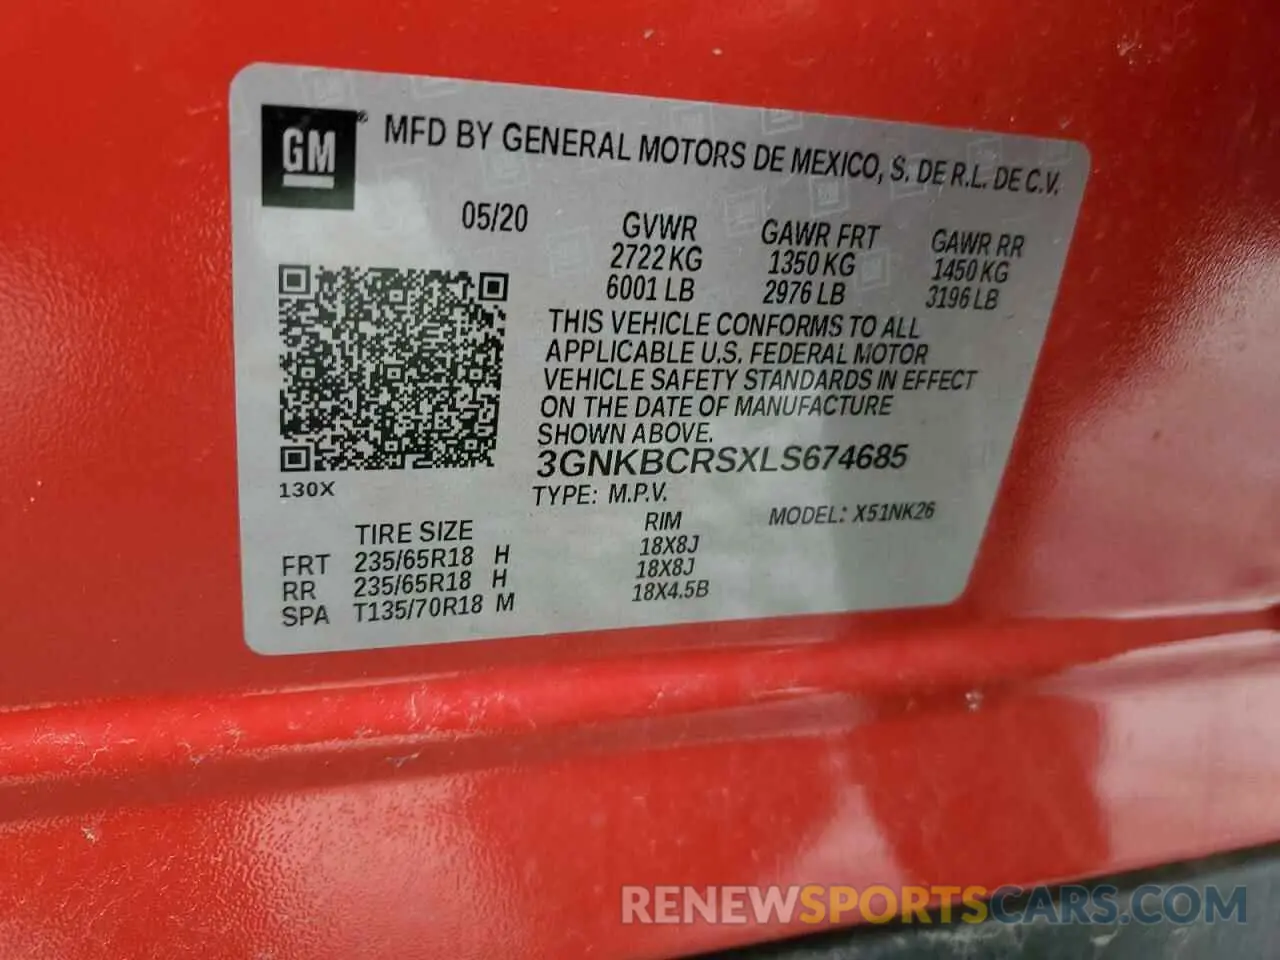 GM ® MFD BY GENERAL MOTORS DE MEXICO, S. DE R.L. DE C.V.
05/20
GVWR GAWR FRT GAWR RR
2722 KG 1350 KG 1450 KG
6001 LB 2976 LB 3196 LB
THIS VEHICLE CONFORMS TO ALL
APPLICABLE U.S. FEDERAL MOTOR
VEHICLE SAFETY STANDARDS IN EFFECT
ON THE DATE OF MANUFACTURE
SHOWN ABOVE.
3GNKBCRSXLS674685
130X
TYPE: M.P.V. MODEL: X51NK26
TIRE SIZE RIM
FRT 235/65R18 H 18X8J
RR 235/65R18 H 18X8J
SPA T135/70R18 M 18X4.5B
RENEWSPORTSCARS.COM